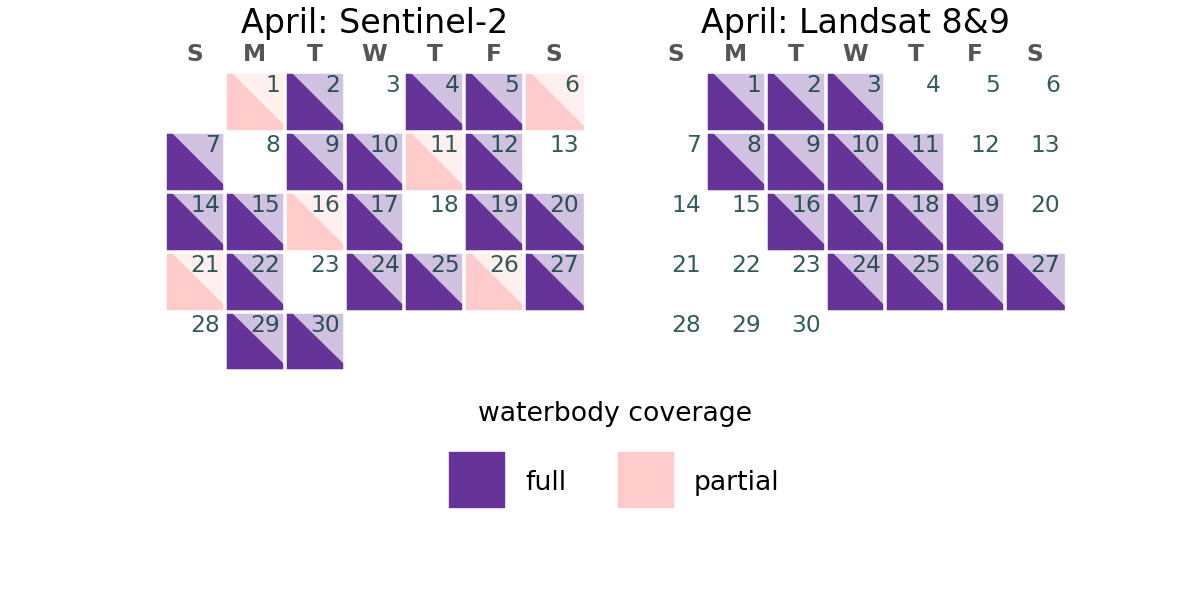 April: Sentinel-2
S M T W T F S
1 2 3 4 5 6
7 8 9 10 11 12 13
14 15 16 17 18 19 20
21 22 23 24 25 26 27
28 29 30
April: Landsat 8&9
S M T W T F S
1 2 3 4 5 6
7 8 9 10 11 12 13
14 15 16 17 18 19 20
21 22 23 24 25 26 27
28 29 30
waterbody coverage
full partial